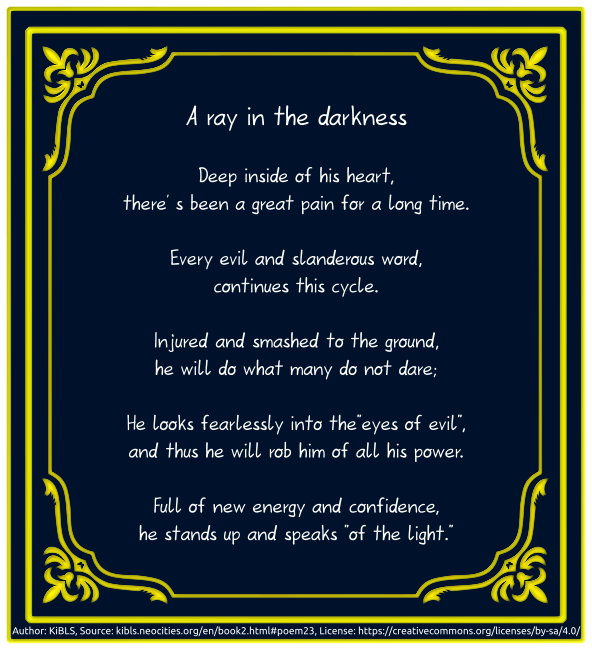 A ray in the darkness
Deep inside of his heart,
there' s been a great pain for a long time.
Every evil and slanderous word,
continues this cycle.
Injured and smashed to the ground,
he will do what many do not dare;
He looks fearlessly into the"eyes of evil",
and thus he will rob him of all his power.
Full of new energy and confidence,
he stands up and speaks "of the light."
Author: KiBLS, Source: kibls.neocities.org/en/book2.html#poem23, License: https://creativecommons.org/licenses/by-sa/4.0/